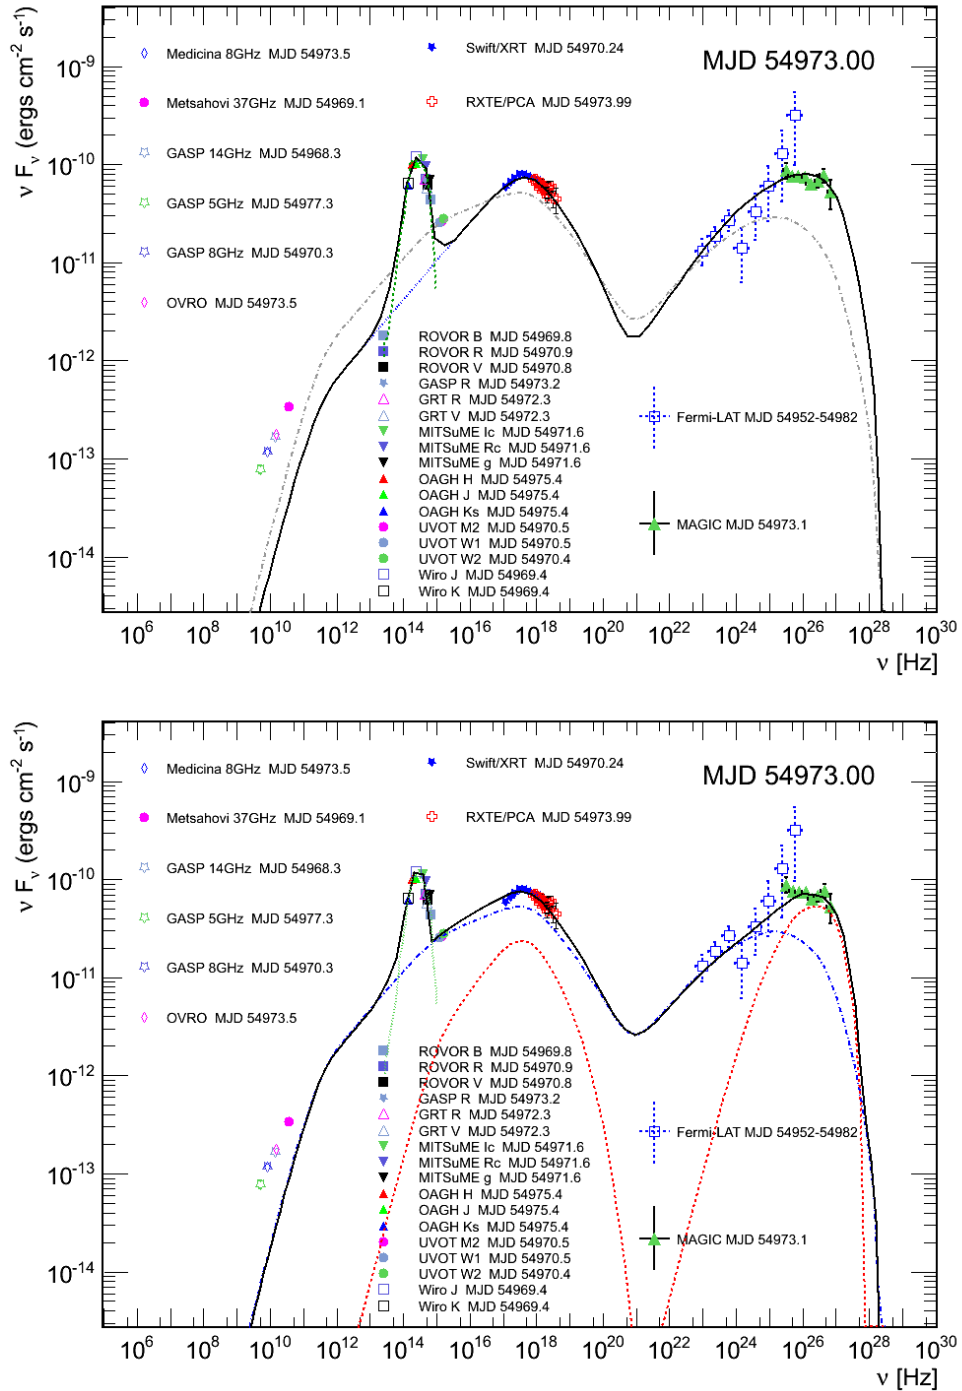 MJD 54973.00
ν Fν (ergs cm-2 s-1)
10-9
10-10
10-11
10-12
10-13
10-14
Medicina 8GHz MJD 54973.5
Metsahovi 37GHz MJD 54969.1
GASP 14GHz MJD 54968.3
GASP 5GHz MJD 54977.3
GASP 8GHz MJD 54970.3
OVRO MJD 54973.5
Swift/XRT MJD 54970.24
RXTE/PCA MJD 54973.99
ROVOR B MJD 54969.8
ROVOR R MJD 54970.9
ROVOR V MJD 54970.8
GASP R MJD 54973.2
GRT R MJD 54972.3
GRT V MJD 54972.3
MITSuME Ic MJD 54971.6
MITSuME Rc MJD 54971.6
MITSuME g MJD 54971.6
OAGH H MJD 54975.4
OAGH J MJD 54975.4
OAGH Ks MJD 54975.4
UVOT M2 MJD 54970.5
UVOT W1 MJD 54970.5
UVOT W2 MJD 54970.4
Wiro J MJD 54969.4
Wiro K MJD 54969.4
Fermi-LAT MJD 54952-54982
MAGIC MJD 54973.1
106 108 1010 1012 1014 1016 1018 1020 1022 1024 1026 1028 1030
ν [Hz]
MJD 54973.00
ν Fν (ergs cm-2 s-1)
10-9
10-10
10-11
10-12
10-13
10-14
Medicina 8GHz MJD 54973.5
Metsahovi 37GHz MJD 54969.1
GASP 14GHz MJD 54968.3
GASP 5GHz MJD 54977.3
GASP 8GHz MJD 54970.3
OVRO MJD 54973.5
Swift/XRT MJD 54970.24
RXTE/PCA MJD 54973.99
ROVOR B MJD 54969.8
ROVOR R MJD 54970.9
ROVOR V MJD 54970.8
GASP R MJD 54973.2
GRT R MJD 54972.3
GRT V MJD 54972.3
MITSuME Ic MJD 54971.6
MITSuME Rc MJD 54971.6
MITSuME g MJD 54971.6
OAGH H MJD 54975.4
OAGH J MJD 54975.4
OAGH Ks MJD 54975.4
UVOT M2 MJD 54970.5
UVOT W1 MJD 54970.5
UVOT W2 MJD 54970.4
Wiro J MJD 54969.4
Wiro K MJD 54969.4
Fermi-LAT MJD 54952-54982
MAGIC MJD 54973.1
106 108 1010 1012 1014 1016 1018 1020 1022 1024 1026 1028 1030
ν [Hz]